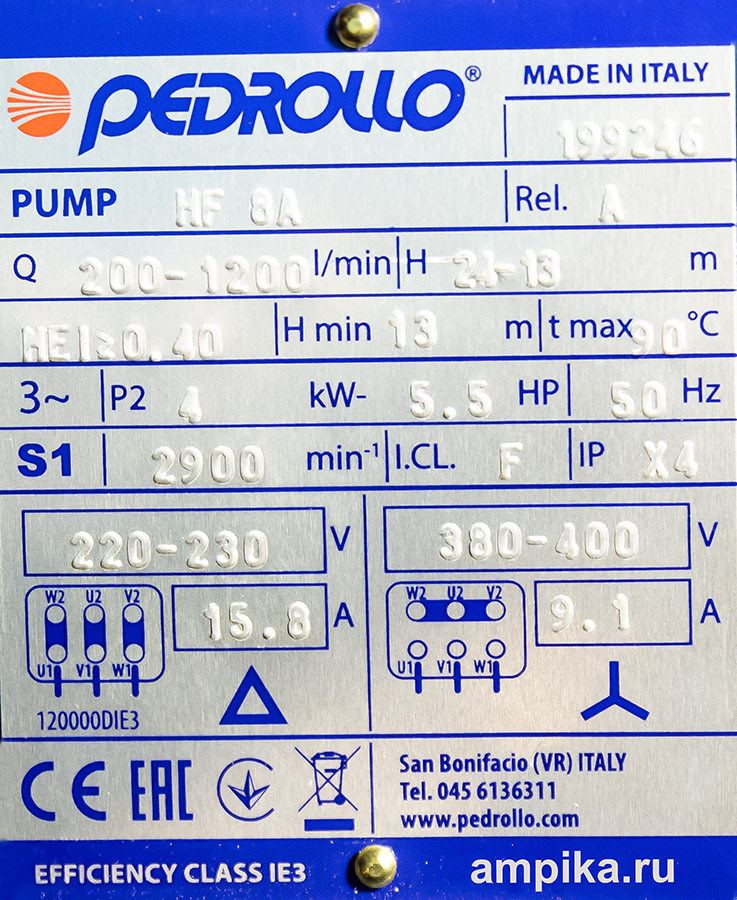 PEDROLLO®
MADE IN ITALY
199246
PUMP HF 8A Rel. A
Q 200-1200 l/min H 24-13 m
MEI≥0.40 H min 13 m t max 90 °C
3~ P2 4 kW- 5.5 HP 50 Hz
S1 2900 min-1 I.CL. F IP X4
220-230 V 380-400 V
W2 U2 V2 W2 U2 V2
15.8 A 9.1 A
U1 V1 W1 U1 V1 W1
120000DIE3
CE EAC
San Bonifacio (VR) ITALY
Tel. 045 6136311
www.pedrollo.com
EFFICIENCY CLASS IE3
ampika.ru